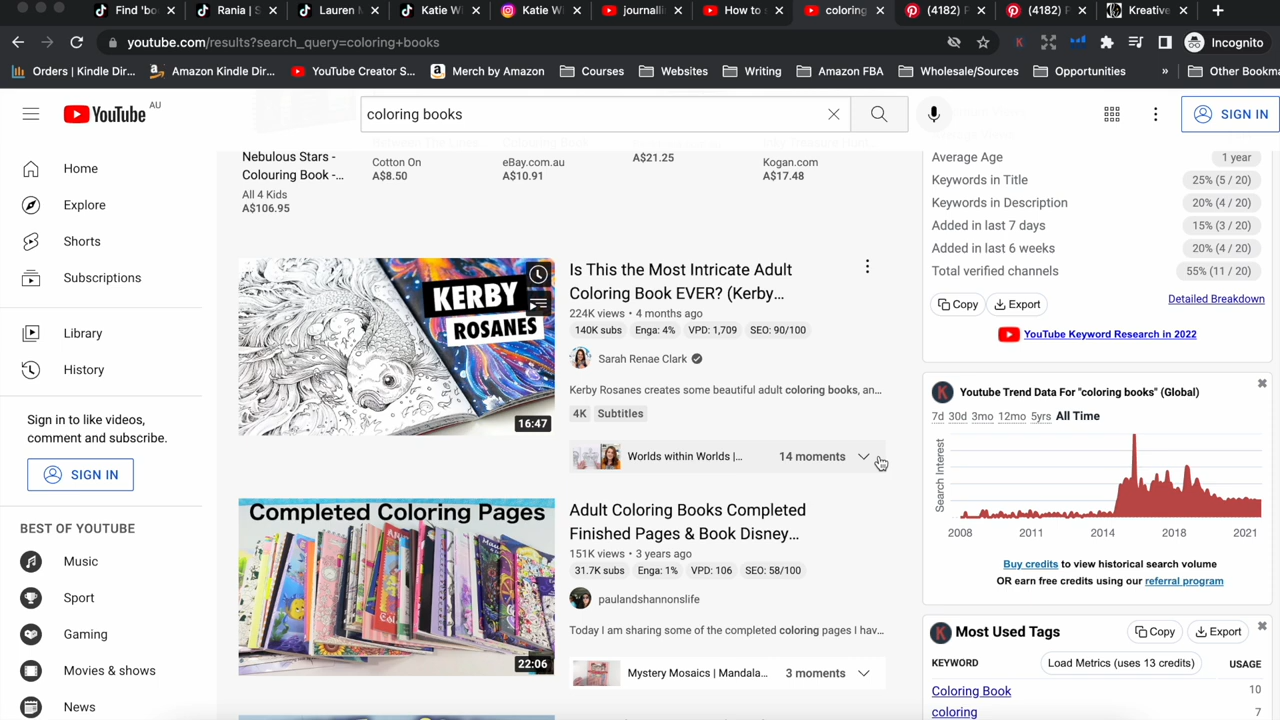 Find 'bo
Rania | S
Lauren M
Katie W
Katie Wi
journalli
How to s
coloring
(4182) P
(4182) P
Kreative
youtube.com/results?search_query=coloring+books
Incognito
Orders | Kindle Dir...
Amazon Kindle Dir...
YouTube Creator S...
Merch by Amazon
Courses
Websites
Writing
Amazon FBA
Wholesale/Sources
Opportunities
»
Other Bookma
YouTube AU
coloring books
SIGN IN
Home
Explore
Shorts
Subscriptions
Library
History
Sign in to like videos,
comment and subscribe.
SIGN IN
BEST OF YOUTUBE
Music
Sport
Gaming
Movies & shows
News
Nebulous Stars -
Colouring Book -...
All 4 Kids
A$106.95
Cotton On
A$8.50
eBay.com.au
A$10.91
A$21.25
Kogan.com
A$17.48
KERBY
ROSANES
16:47
Is This the Most Intricate Adult
Coloring Book EVER? (Kerby...
224K views • 4 months ago
140K subs Enga: 4% VPD: 1,709 SEO: 90/100
Sarah Renae Clark
Kerby Rosanes creates some beautiful adult coloring books, an...
4K Subtitles
Worlds within Worlds |... 14 moments
Completed Coloring Pages
22:06
Adult Coloring Books Completed
Finished Pages & Book Disney...
151K views • 3 years ago
31.7K subs Enga: 1% VPD: 106 SEO: 58/100
paulandshannonslife
Today I am sharing some of the completed coloring pages I hav...
Mystery Mosaics | Mandala... 3 moments
Average Age 1 year
Keywords in Title 25% (5 / 20)
Keywords in Description 20% (4 / 20)
Added in last 7 days 15% (3 / 20)
Added in last 6 weeks 20% (4 / 20)
Total verified channels 55% (11 / 20)
Copy Export Detailed Breakdown
YouTube Keyword Research in 2022
Youtube Trend Data For "coloring books" (Global)
7d 30d 3mo 12mo 5yrs All Time
Search Interest
2008 2011 2014 2018 2021
Buy credits to view historical search volume
OR earn free credits using our referral program
Most Used Tags Copy Export
KEYWORD Load Metrics (uses 13 credits) USAGE
Coloring Book 10
coloring 7